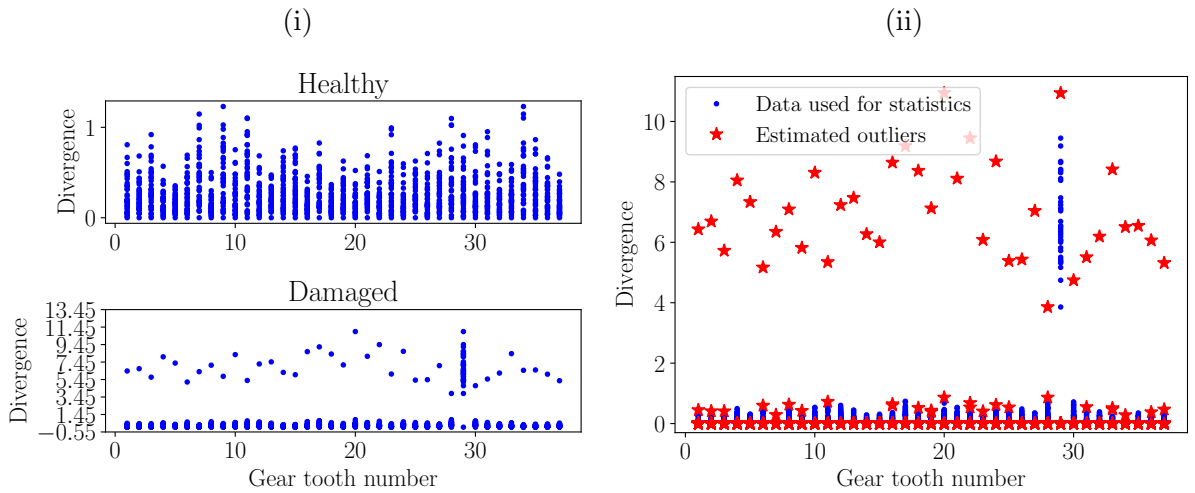 (i)
(ii)
Healthy
Divergence
1
0
0
10
20
30
Damaged
Divergence
13.45
11.45
9.45
7.45
5.45
3.45
1.45
−0.55
0
10
20
30
Gear tooth number
Data used for statistics
Estimated outliers
Divergence
10
8
6
4
2
0
0
10
20
30
Gear tooth number